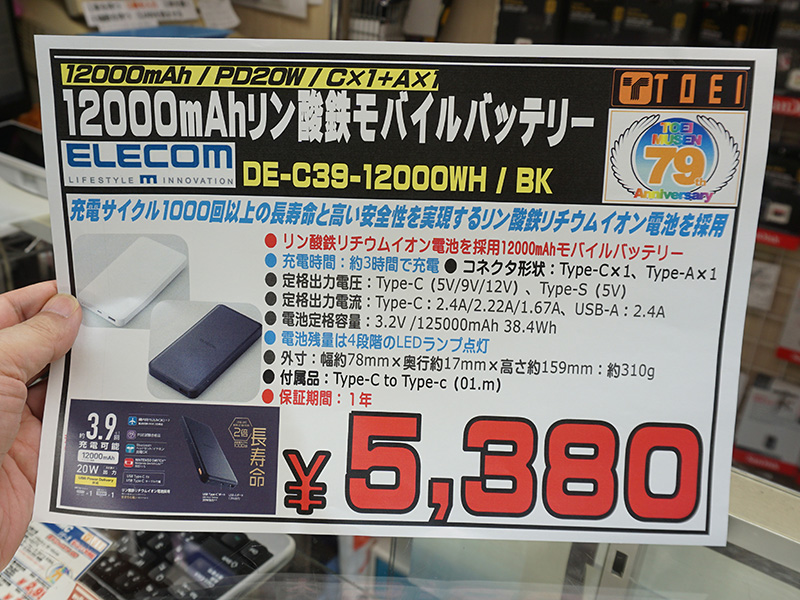 12000mAh / PD20W / C×1+A×1
TOEI
12000mAhリン酸鉄モバイルバッテリー
TOEI
MUSEN
79th
Anniversary
ELECOM
LIFESTYLE INNOVATION
DE-C39-12000WH / BK
充電サイクル1000回以上の長寿命と高い安全性を実現するリン酸鉄リチウムイオン電池を採用
● リン酸鉄リチウムイオン電池を採用12000mAhモバイルバッテリー
● 充電時間：約3時間で充電 ● コネクタ形状：Type-C×1、Type-A×1
● 定格出力電圧：Type-C（5V/9V/12V）、Type-S（5V）
● 定格出力電流：Type-C：2.4A/2.22A/1.67A、USB-A：2.4A
● 電池定格容量：3.2V /125000mAh 38.4Wh
● 電池残量は4段階のLEDランプ点灯
● 外寸：幅約78mm×奥行約17mm×高さ約159mm：約310g
● 付属品：Type-C to Type-c（01.m）
● 保証期間：1年
約3.9回
充電可能
12000mAh
20W 出力
2倍
長寿命
¥5,380